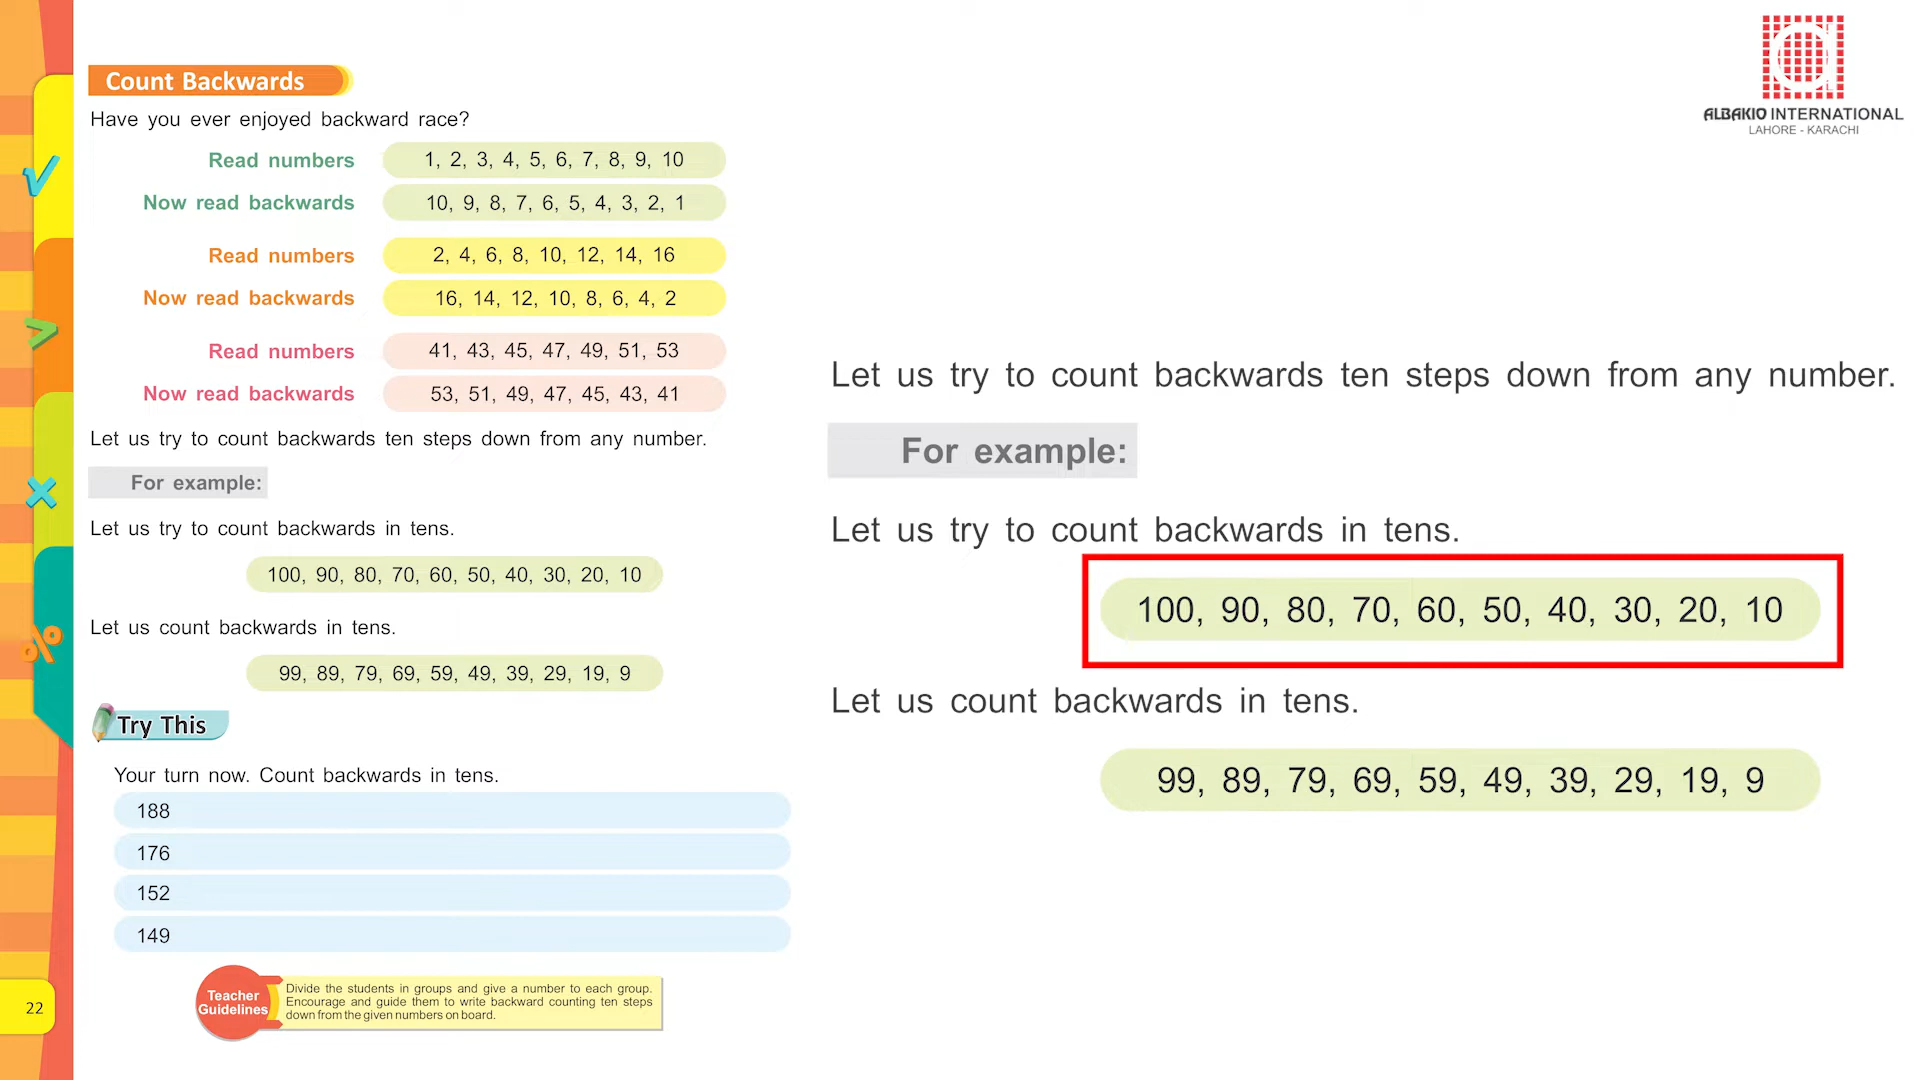 Count Backwards
Have you ever enjoyed backward race?
Read numbers 1, 2, 3, 4, 5, 6, 7, 8, 9, 10
Now read backwards 10, 9, 8, 7, 6, 5, 4, 3, 2, 1
Read numbers 2, 4, 6, 8, 10, 12, 14, 16
Now read backwards 16, 14, 12, 10, 8, 6, 4, 2
Read numbers 41, 43, 45, 47, 49, 51, 53
Now read backwards 53, 51, 49, 47, 45, 43, 41
Let us try to count backwards ten steps down from any number.
For example:
Let us try to count backwards in tens.
100, 90, 80, 70, 60, 50, 40, 30, 20, 10
Let us count backwards in tens.
99, 89, 79, 69, 59, 49, 39, 29, 19, 9
Try This
Your turn now. Count backwards in tens.
188
176
152
149
Teacher
Guidelines
Divide the students in groups and give a number to each group.
Encourage and guide them to write backward counting ten steps
down from the given numbers on board.
22
ALBAKIO INTERNATIONAL
LAHORE - KARACHI
Let us try to count backwards ten steps down from any number.
For example:
Let us try to count backwards in tens.
100, 90, 80, 70, 60, 50, 40, 30, 20, 10
Let us count backwards in tens.
99, 89, 79, 69, 59, 49, 39, 29, 19, 9